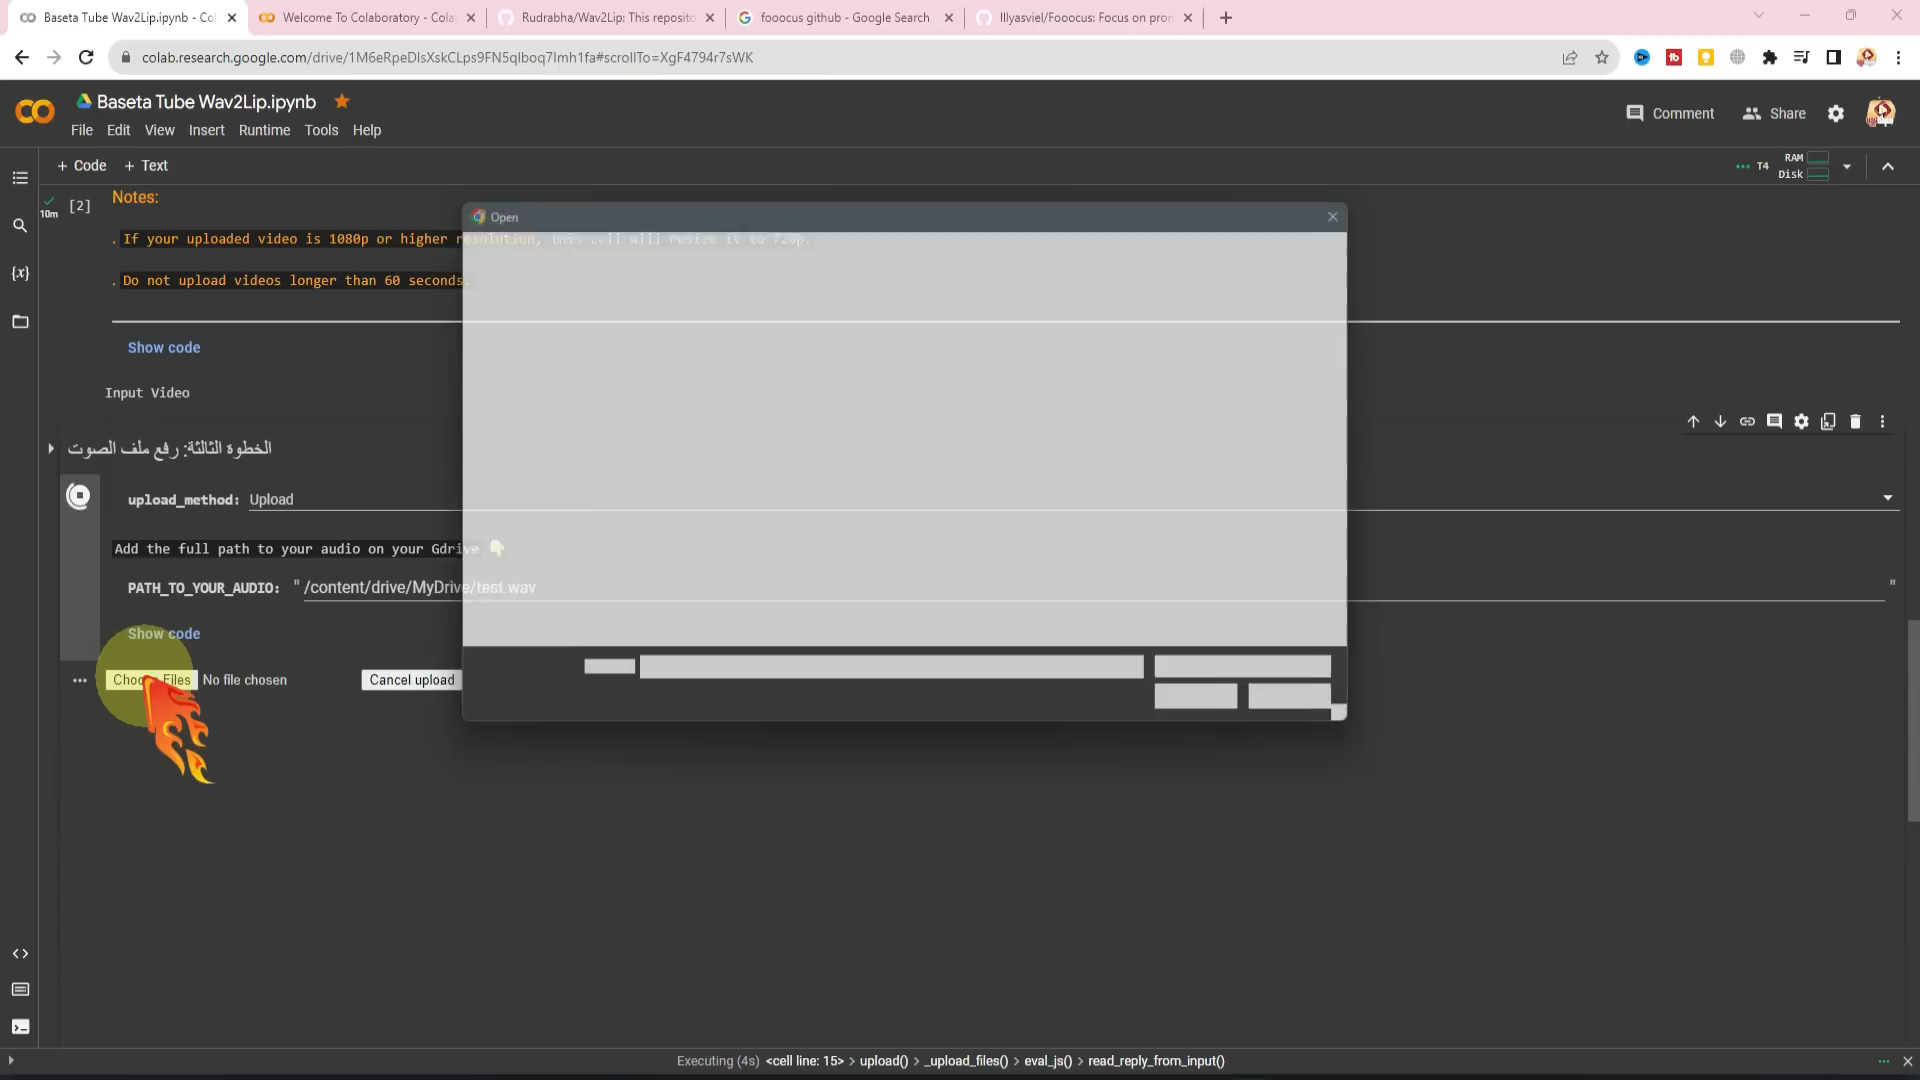 Baseta Tube Wav2Lip.ipynb - Col
Welcome To Colaboratory - Colab
Rudrabha/Wav2Lip: This reposito
fooocus github - Google Search
lllyasviel/Fooocus: Focus on pron
colab.research.google.com/drive/1M6eRpeDIsXskCLps9FN5qlboq7lmh1fa#scrollTo=XgF4794r7sWK
Baseta Tube Wav2Lip.ipynb
Comment
Share
File Edit View Insert Runtime Tools Help
+ Code + Text
T4
RAM
Disk
10m
[2]
Notes:
Open
. If your uploaded video is 1080p or higher resolution, this cell will resize it to 720p.
{x}
. Do not upload videos longer than 60 seconds.
Show code
Input Video
الخطوة الثالثة: رفع ملف الصوت
upload_method: Upload
Add the full path to your audio on your Gdrive
PATH_TO_YOUR_AUDIO: " /content/drive/MyDrive/test.wav "
Show code
Choose Files No file chosen
Cancel upload
Executing (4s) <cell line: 15> > upload() > _upload_files() > eval_js() > read_reply_from_input()